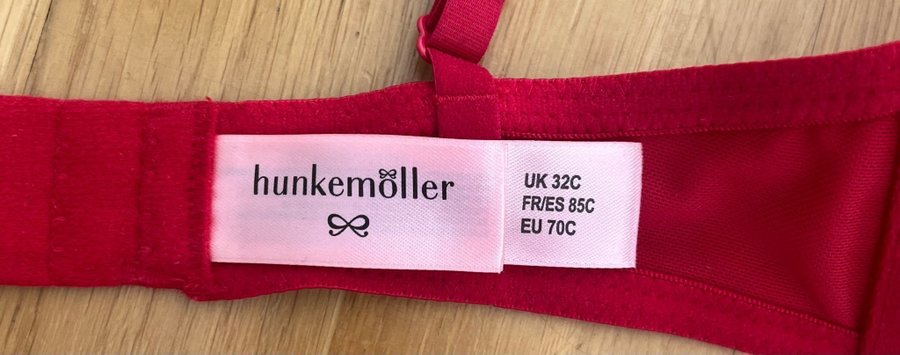 hunkemöller
UK 32C
FR/ES 85C
EU 70C